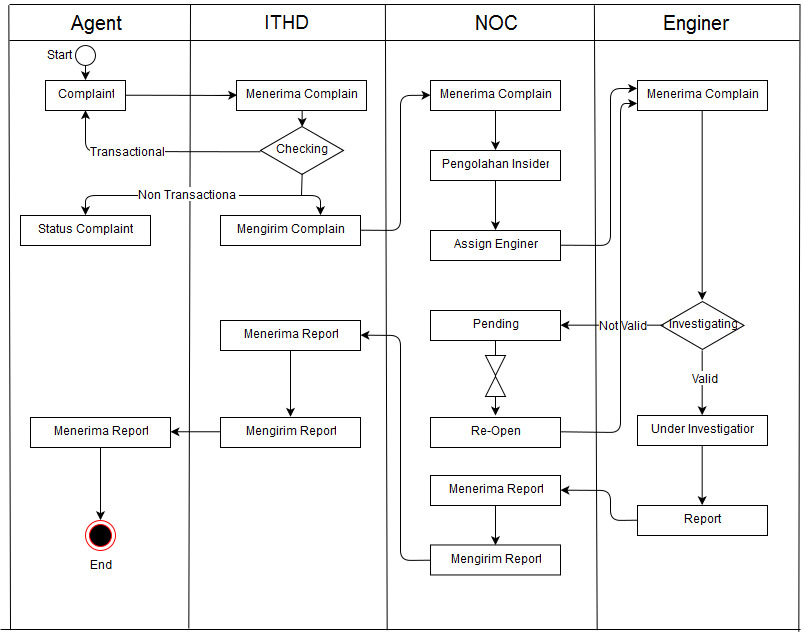 Agent
ITHD
NOC
Enginer
Start
Complaint
Menerima Complain
Menerima Complain
Menerima Complain
Transactional
Checking
Pengolahan Insider
Non Transactiona
Status Complaint
Mengirim Complain
Assign Enginer
Menerima Report
Pending
Not Valid
Investigating
Valid
Menerima Report
Mengirim Report
Re-Open
Under Investigatior
Menerima Report
Report
Mengirim Report
End